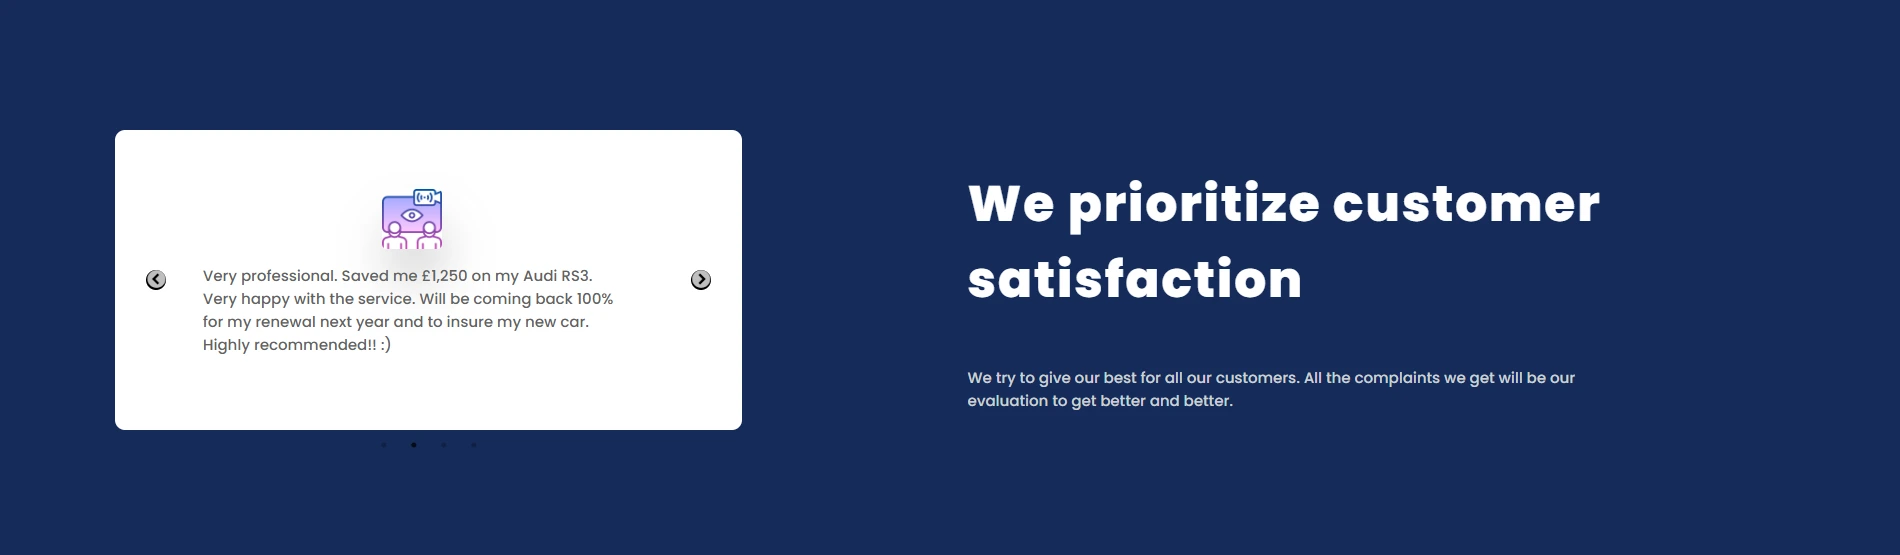 Very professional. Saved me £1,250 on my Audi RS3.
Very happy with the service. Will be coming back 100%
for my renewal next year and to insure my new car.
Highly recommended!! :)
We prioritize customer
satisfaction
We try to give our best for all our customers. All the complaints we get will be our
evaluation to get better and better.